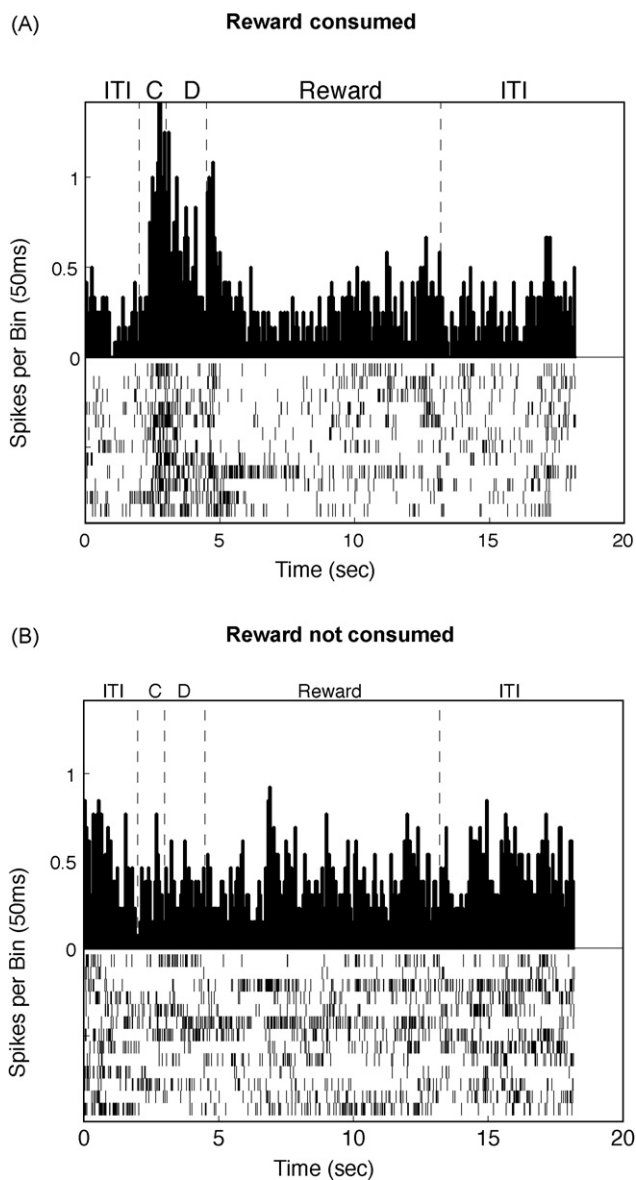 (A) Reward consumed
ITI C D Reward ITI
1
0.5
0
Spikes per Bin (50ms)
0 5 10 15 20
Time (sec)
(B) Reward not consumed
ITI C D Reward ITI
1
0.5
0
Spikes per Bin (50ms)
0 5 10 15 20
Time (sec)